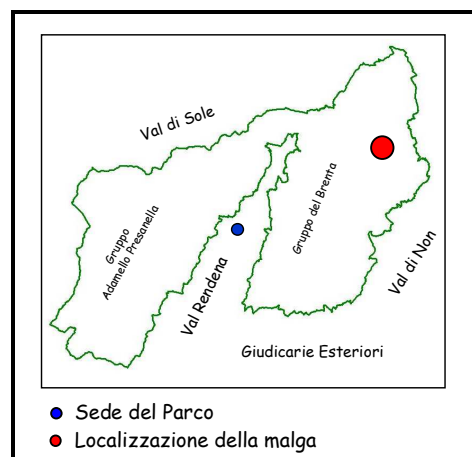 Val di Sole
Gruppo del Brenta
Gruppo
Adamello Presanella
Val di Non
Val Rendena
Giudicarie Esteriori
Sede del Parco
Localizzazione della malga